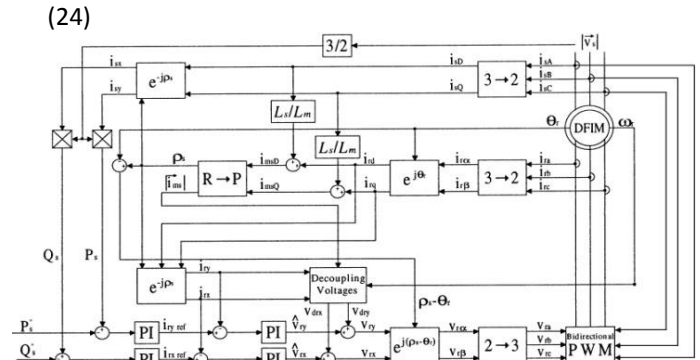 (24)
3/2 |v⃗s|
isx isD isA
isB
e^-jρs 3→2
isy isQ isC
Ls/Lm θr DFIM ωr
Ls/Lm
ρs imsD ird irα ira
R→P e^jθr 3→2 irb
|i⃗ms| imsQ irq irβ irc
Qs Ps
e^-jρs iry Decoupling
irx Voltages
ρs-θr
Vdrx Vdry
Ps* PI iry ref PI V̂ry Vry Vrα Vra Bidirectional
e^j(ρs-θr) 2→3 Vrb PWM
Qs* PI irx ref PI V̂rx Vrx Vrβ Vrc